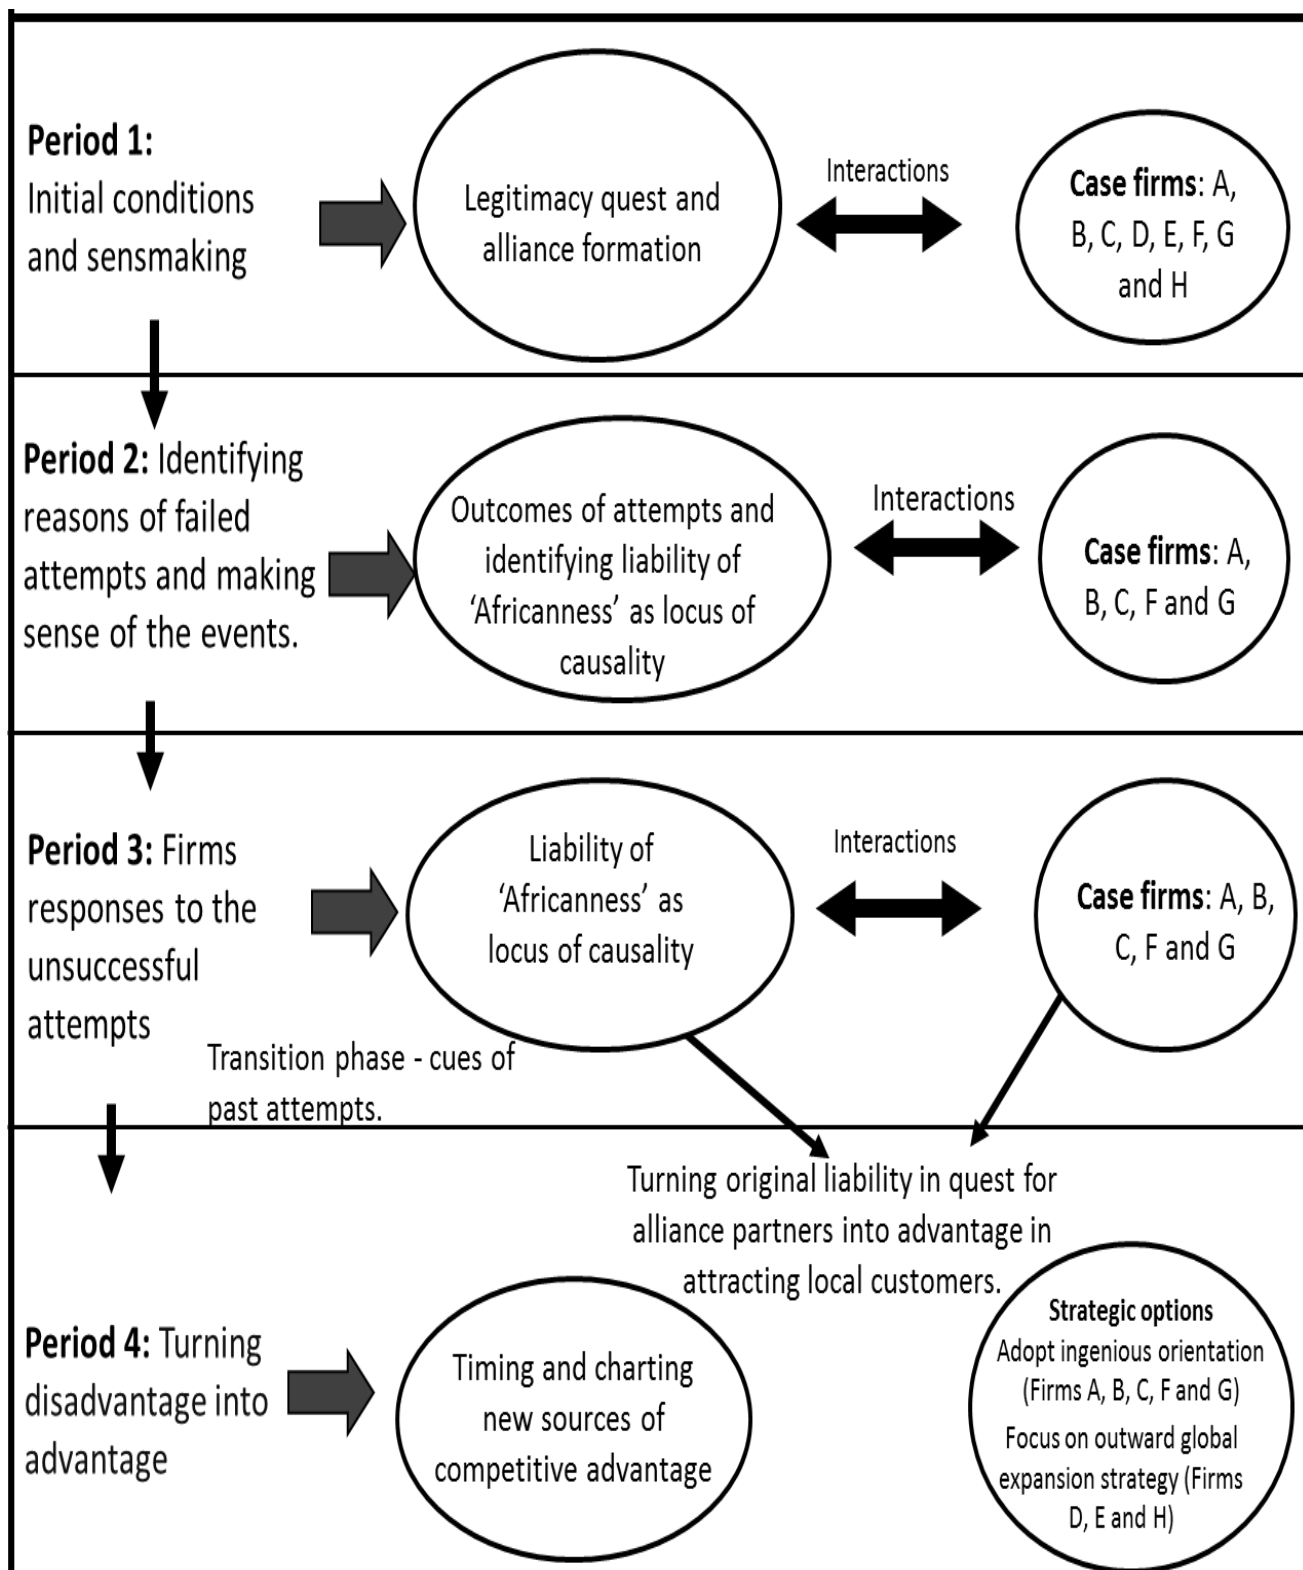 Period 1:
Initial conditions
and sensmaking
Legitimacy quest and
alliance formation
Interactions
Case firms: A,
B, C, D, E, F, G
and H
Period 2: Identifying
reasons of failed
attempts and making
sense of the events.
Outcomes of attempts and
identifying liability of
‘Africanness’ as locus of
causality
Interactions
Case firms: A,
B, C, F and G
Period 3: Firms
responses to the
unsuccessful
attempts
Liability of
‘Africanness’ as
locus of causality
Interactions
Case firms: A, B,
C, F and G
Transition phase - cues of
past attempts.
Turning original liability in quest for
alliance partners into advantage in
attracting local customers.
Period 4: Turning
disadvantage into
advantage
Timing and charting
new sources of
competitive advantage
Strategic options
Adopt ingenious orientation
(Firms A, B, C, F and G)
Focus on outward global
expansion strategy (Firms
D, E and H)